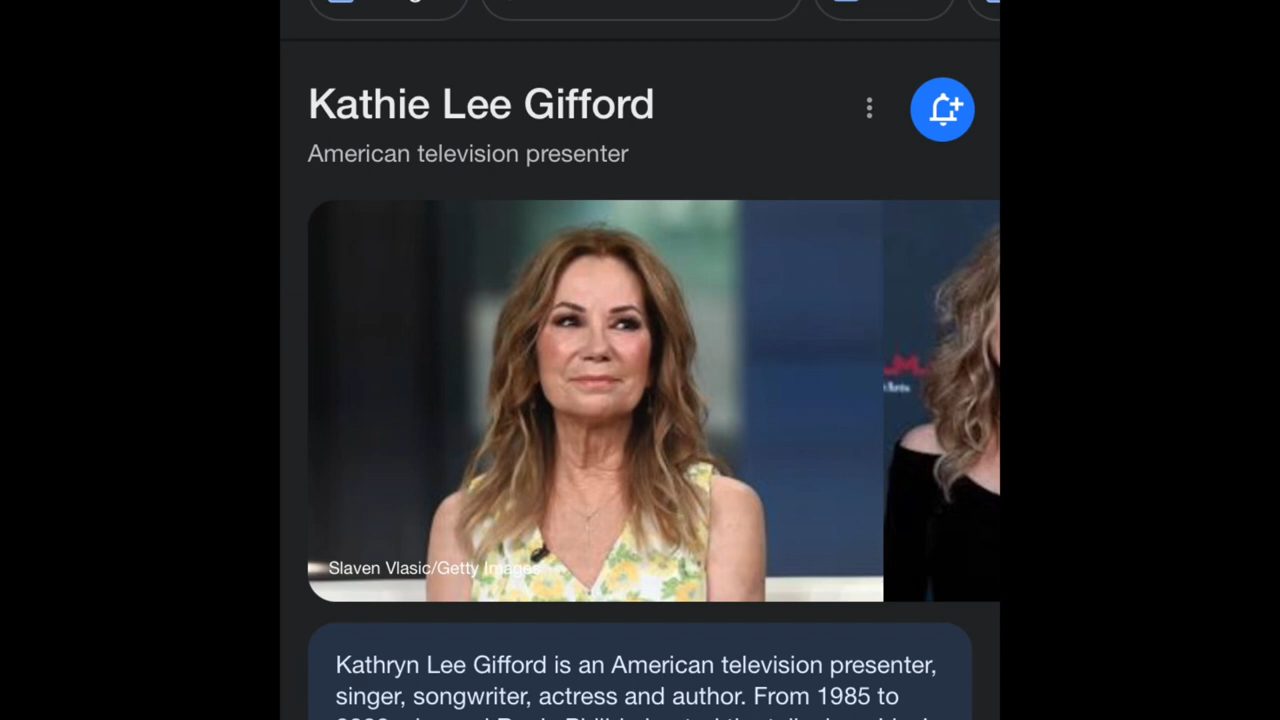 Kathie Lee Gifford
American television presenter
Slaven Vlasic/Getty Images
Kathryn Lee Gifford is an American television presenter,
singer, songwriter, actress and author. From 1985 to